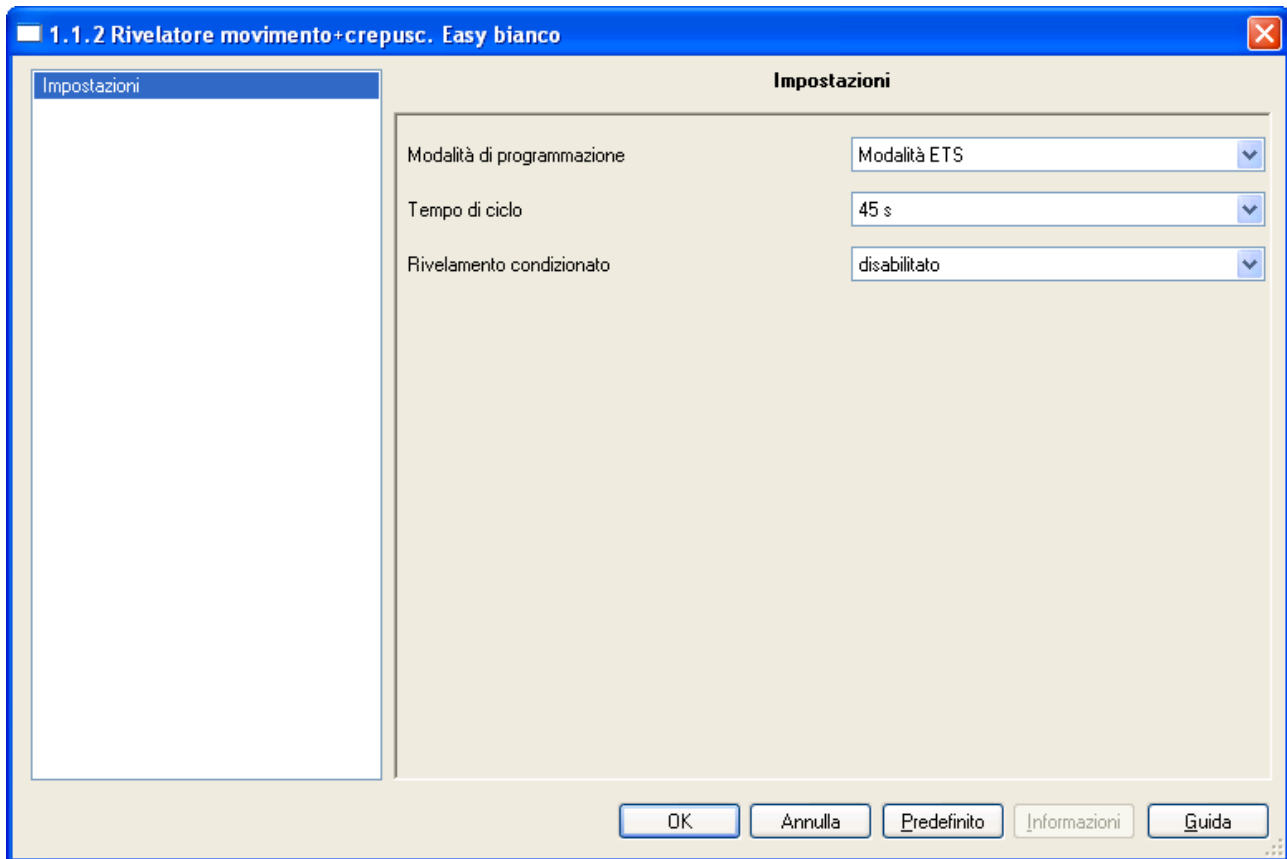 1.1.2 Rivelatore movimento+crepusc. Easy bianco
Impostazioni
Impostazioni
Modalità di programmazione
Modalità ETS
Tempo di ciclo
45 s
Rivelamento condizionato
disabilitato
OK
Annulla
Predefinito
Informazioni
Guida